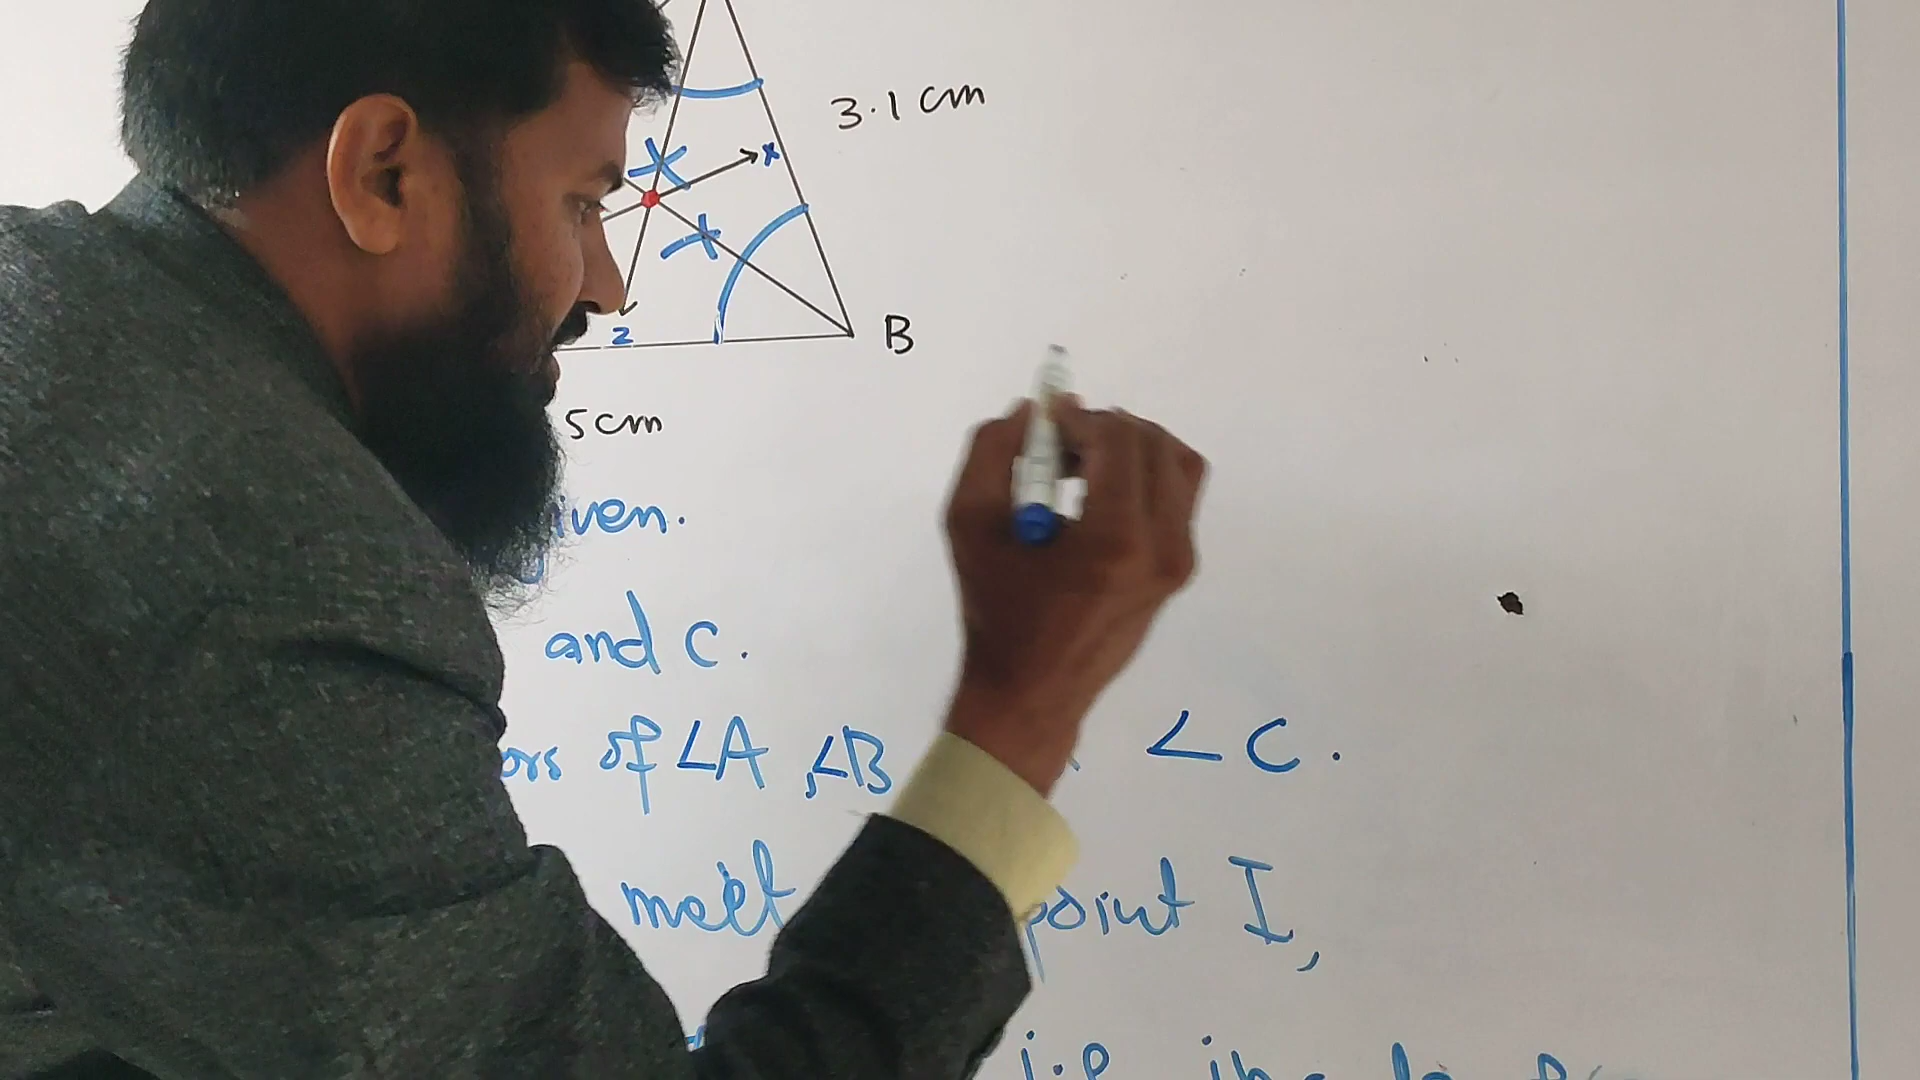 3.1 cm
x
z
B
5cm
iven.
and C.
ors of ∠A, ∠B ∠C.
meet point I,
i.e.